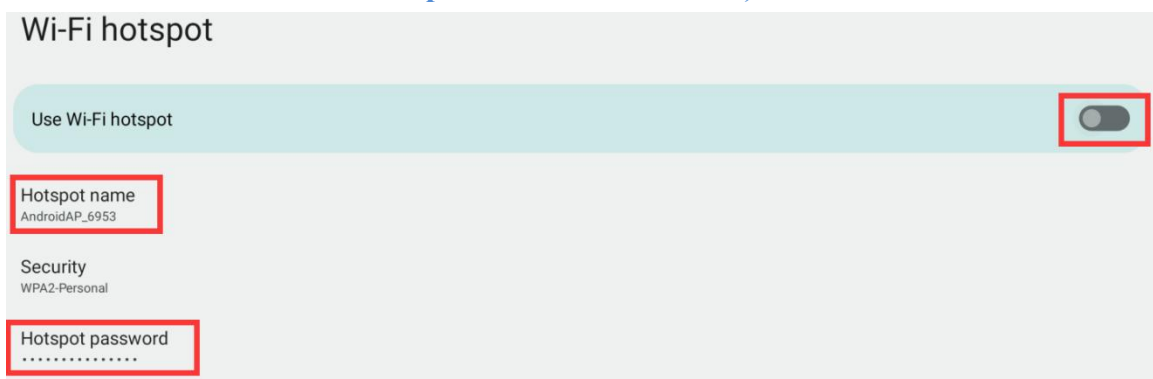 Wi-Fi hotspot
Use Wi-Fi hotspot
Hotspot name
AndroidAP_6953
Security
WPA2-Personal
Hotspot password
···············